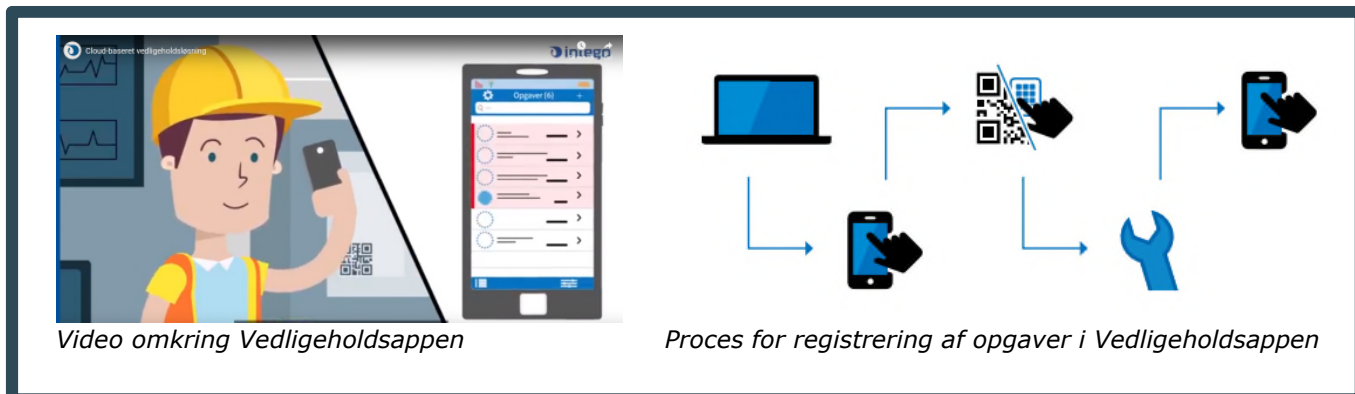 Cloud-baseret vedligeholdsløsning
intego
Opgaver (6) +
Video omkring Vedligeholdsappen
Proces for registrering af opgaver i Vedligeholdsappen